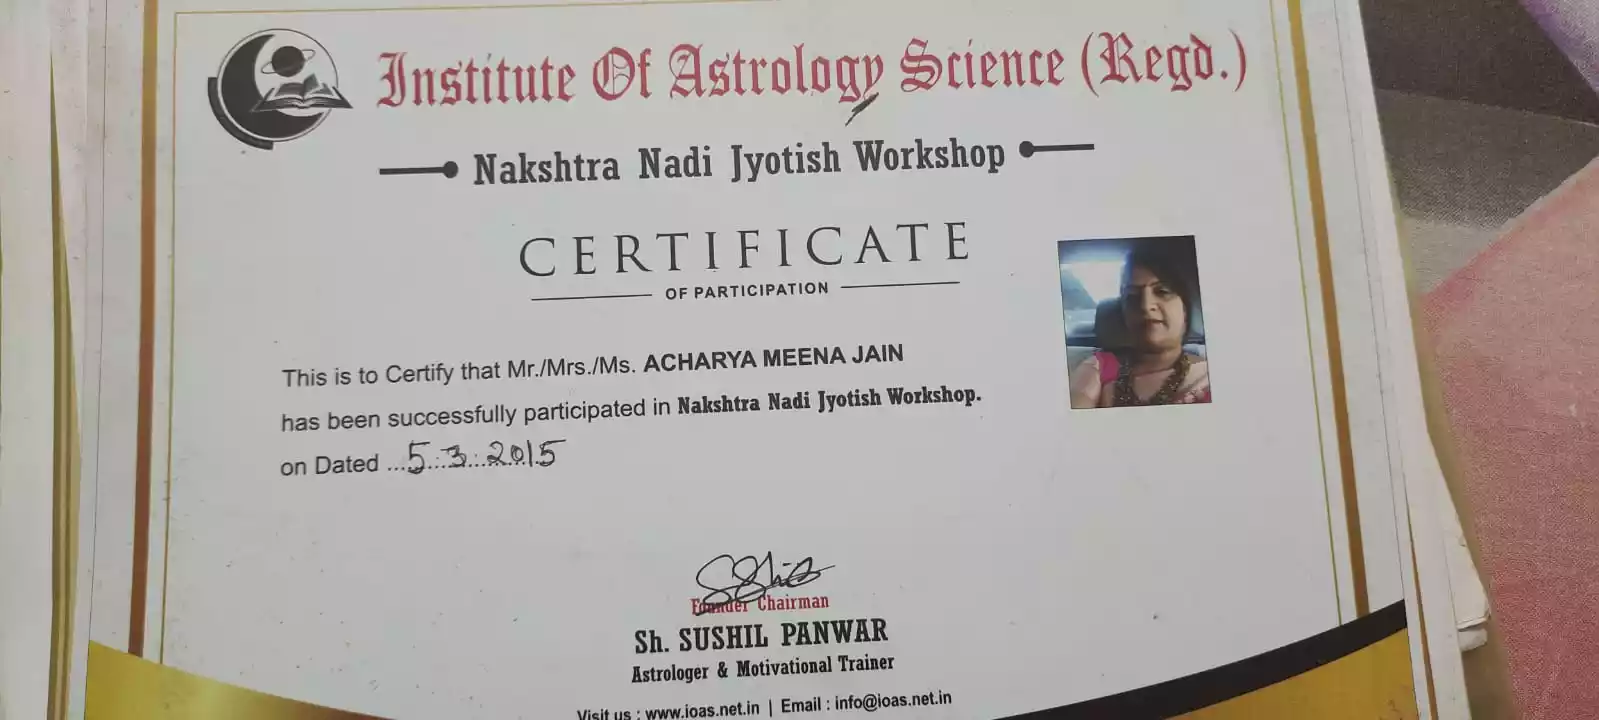 Institute Of Astrology Science (Regd.)
Nakshtra Nadi Jyotish Workshop
CERTIFICATE
OF PARTICIPATION
This is to Certify that Mr./Mrs./Ms. ACHARYA MEENA JAIN
has been successfully participated in Nakshtra Nadi Jyotish Workshop.
on Dated ...5...3...2015
Founder Chairman
Sh. SUSHIL PANWAR
Astrologer & Motivational Trainer
Visit us : www.ioas.net.in | Email : info@ioas.net.in